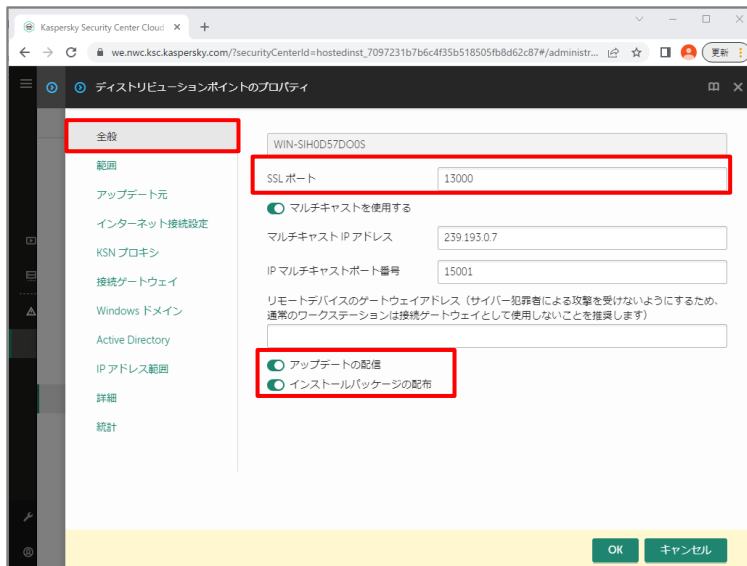 Kaspersky Security Center Cloud
we.nwc.ksc.kaspersky.com/?securityCenterId=hostedinst_7097231b7b6c4f35b518505fb8d62c87#/administr...
更新
ディストリビューションポイントのプロパティ
全般
範囲
アップデート元
インターネット接続設定
KSN プロキシ
接続ゲートウェイ
Windows ドメイン
Active Directory
IP アドレス範囲
詳細
統計
WIN-SIH0D57DO0S
SSL ポート
13000
マルチキャストを使用する
マルチキャスト IP アドレス
239.193.0.7
IP マルチキャストポート番号
15001
リモートデバイスのゲートウェイアドレス（サイバー犯罪者による攻撃を受けないようにするため、
通常のワークステーションは接続ゲートウェイとして使用しないことを推奨します）
アップデートの配信
インストールパッケージの配布
OK
キャンセル